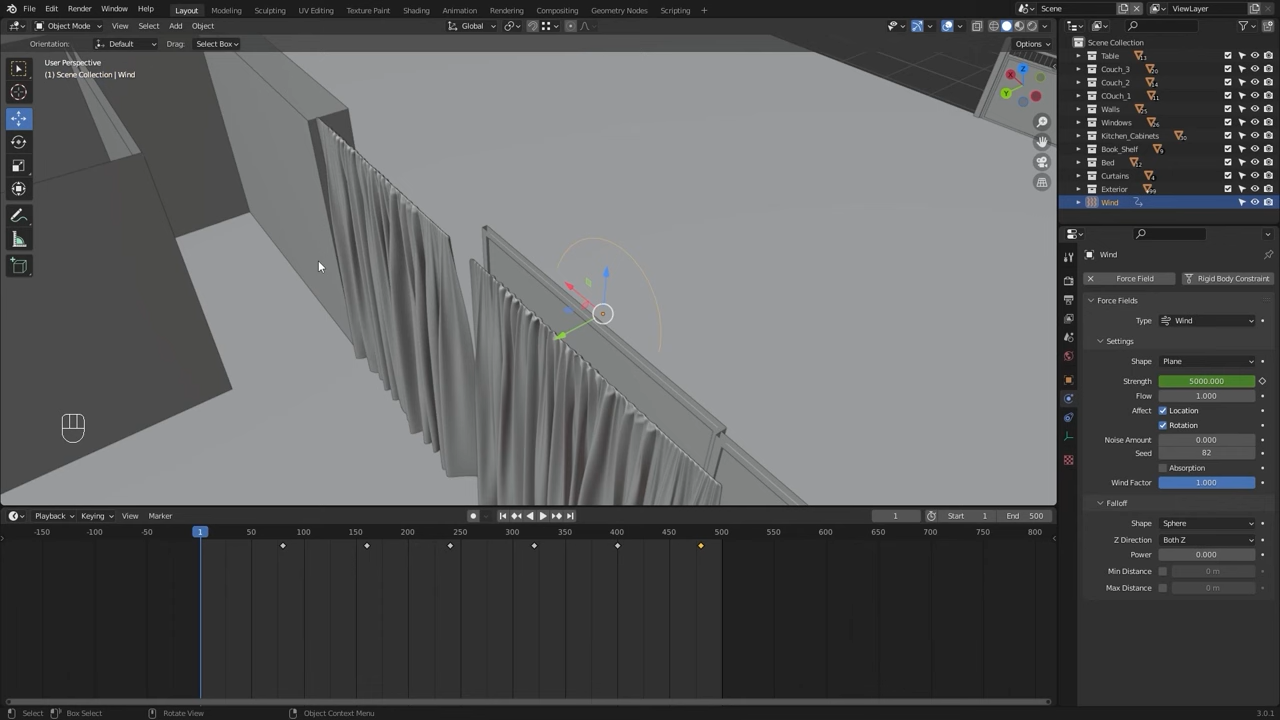 File Edit Render Window Help Layout Modeling Sculpting UV Editing Texture Paint Shading Animation Rendering Compositing Geometry Nodes Scripting + Scene ViewLayer
Object Mode View Select Add Object Global Options
Orientation: Default Drag: Select Box
User Perspective
(1) Scene Collection | Wind
Z
X
Y
Scene Collection
Table
Couch_3
Couch_2
COuch_1
Walls
Windows
Kitchen_Cabinets
Book_Shelf
Bed
Curtains
Exterior
Wind
Wind
Force Field Rigid Body Constraint
Force Fields
Type Wind
Settings
Shape Plane
Strength 5000.000
Flow 1.000
Affect Location
Rotation
Noise Amount 0.000
Seed 82
Absorption
Wind Factor 1.000
Falloff
Shape Sphere
Z Direction Both Z
Power 0.000
Min Distance 0 m
Max Distance 0 m
Playback Keying View Marker 1 Start 1 End 500
-150 -100 -50 1 50 100 150 200 250 300 350 400 450 500 550 600 650 700 750 800
Select Box Select Rotate View Object Context Menu 3.0.1